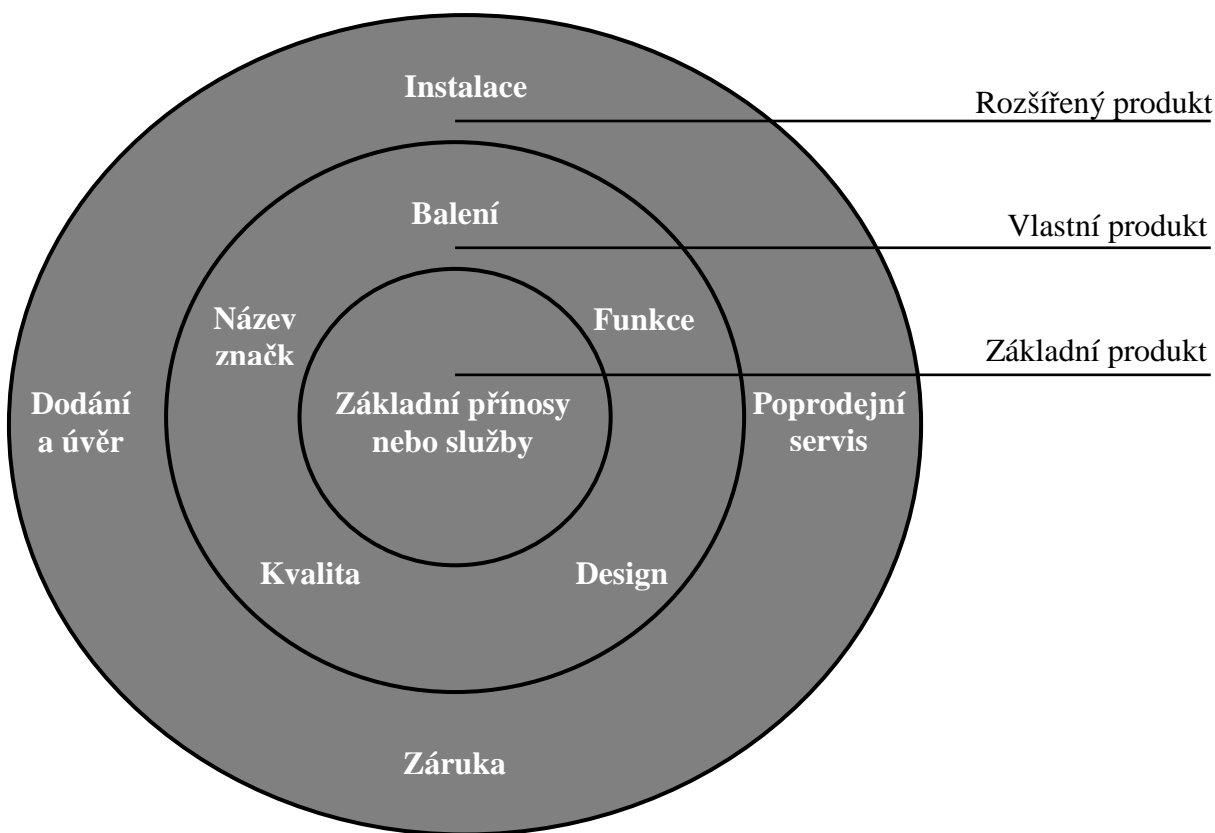 Instalace
Rozšířený produkt
Balení
Vlastní produkt
Název
značk
Funkce
Základní produkt
Dodání
a úvěr
Základní přínosy
nebo služby
Poprodejní
servis
Kvalita
Design
Záruka